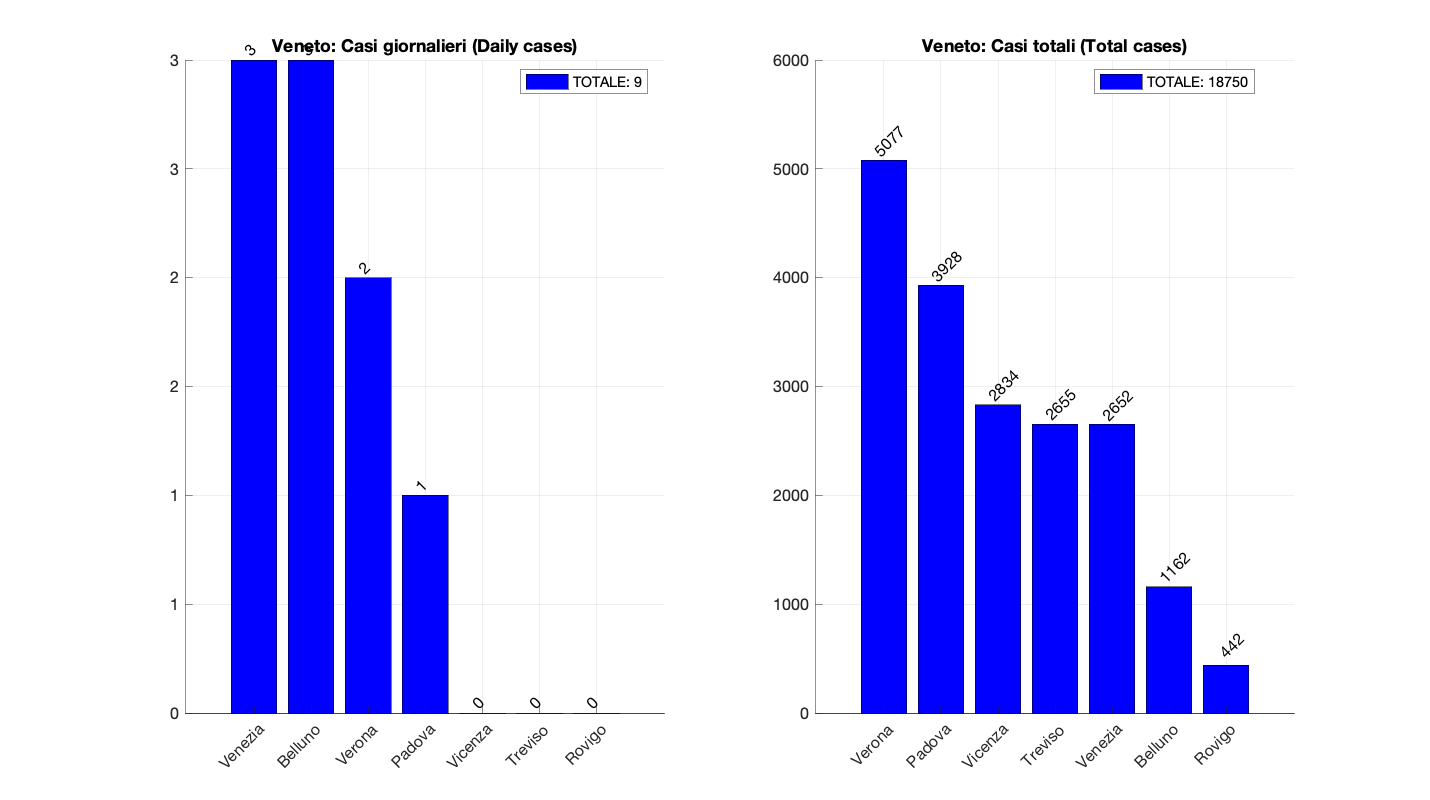 Veneto: Casi giornalieri (Daily cases)
TOTALE: 9
3
3
2
2
1
1
0
3
3
2
1
0
0
0
Venezia
Belluno
Verona
Padova
Vicenza
Treviso
Rovigo
Veneto: Casi totali (Total cases)
TOTALE: 18750
6000
5000
4000
3000
2000
1000
0
5077
3928
2834
2655
2652
1162
442
Verona
Padova
Vicenza
Treviso
Venezia
Belluno
Rovigo